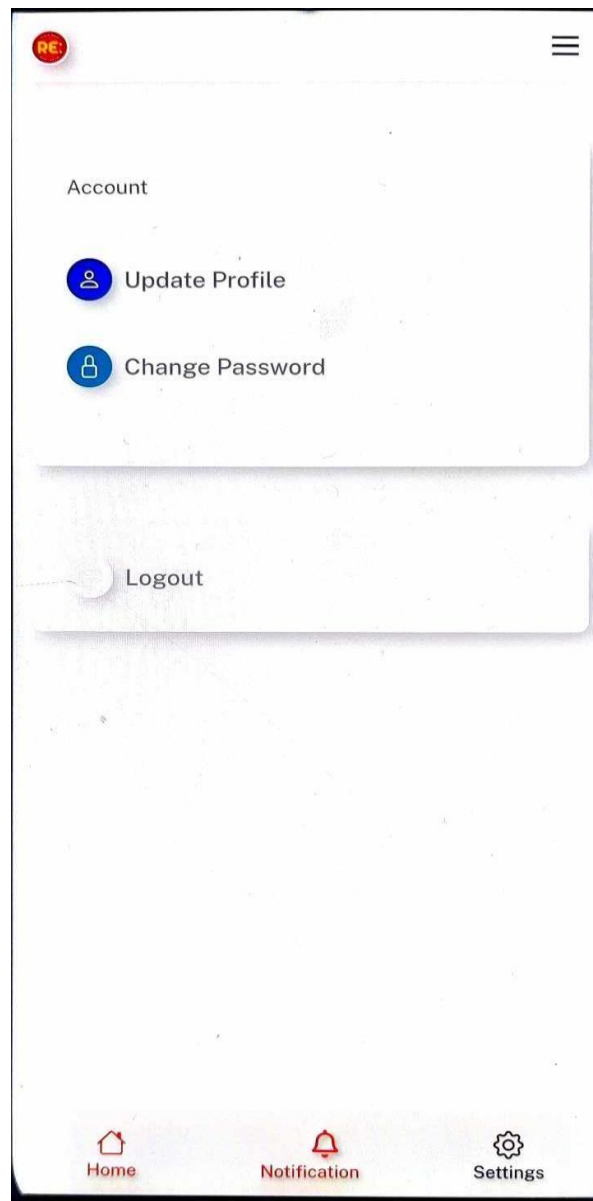 RE:
Account
Update Profile
Change Password
Logout
Home Notification Settings